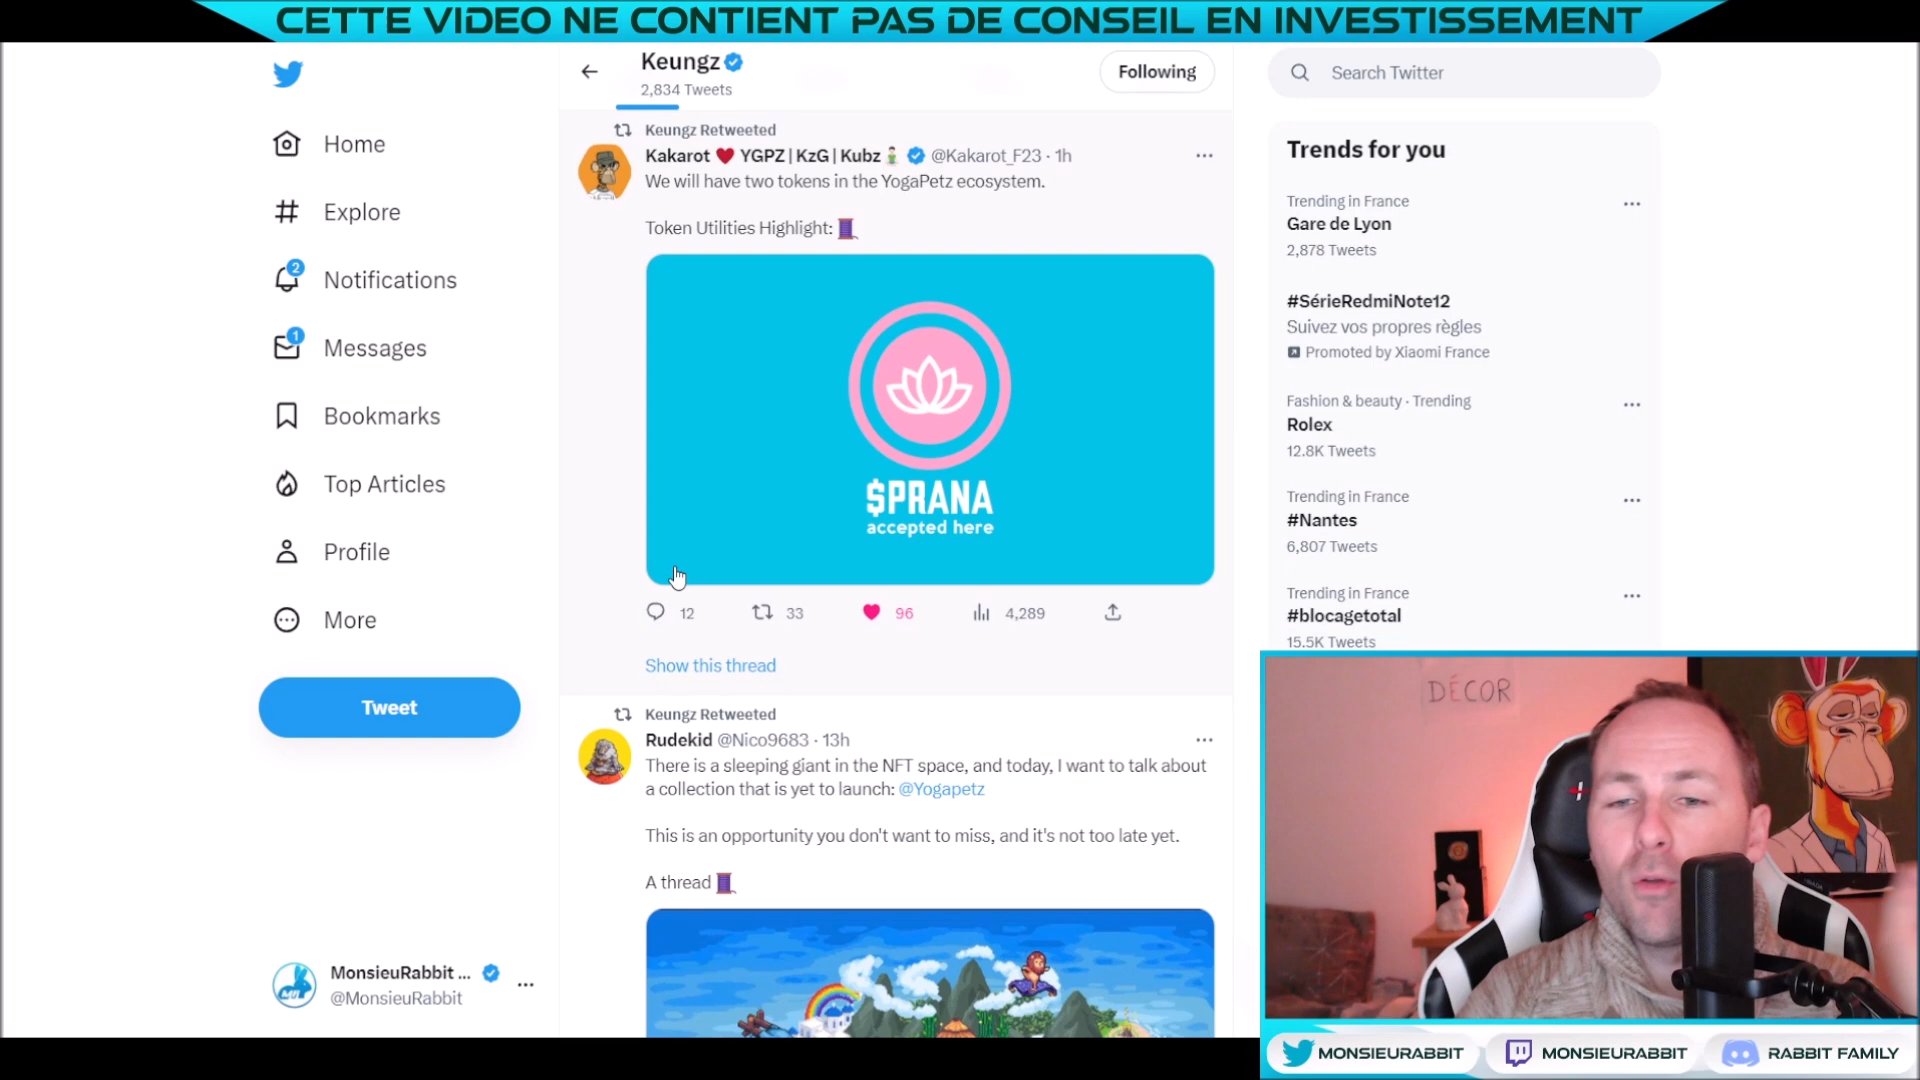 CETTE VIDEO NE CONTIENT PAS DE CONSEIL EN INVESTISSEMENT
Home
Explore
2
Notifications
1
Messages
Bookmarks
Top Articles
Profile
More
Tweet
MonsieuRabbit ...
@MonsieuRabbit
Keungz
2,834 Tweets
Following
Keungz Retweeted
Kakarot ❤️ YGPZ | KzG | Kubz @Kakarot_F23 · 1h
We will have two tokens in the YogaPetz ecosystem.
Token Utilities Highlight: 🧵
$PRANA
accepted here
12 33 96 4,289
Show this thread
Keungz Retweeted
Rudekid @Nico9683 · 13h
There is a sleeping giant in the NFT space, and today, I want to talk about
a collection that is yet to launch: @Yogapetz
This is an opportunity you don't want to miss, and it's not too late yet.
A thread 🧵
Search Twitter
Trends for you
Trending in France
Gare de Lyon
2,878 Tweets
#SérieRedmiNote12
Suivez vos propres règles
Promoted by Xiaomi France
Fashion & beauty · Trending
Rolex
12.8K Tweets
Trending in France
#Nantes
6,807 Tweets
Trending in France
#blocagetotal
15.5K Tweets
DÉCOR
MONSIEURABBIT
MONSIEURABBIT
RABBIT FAMILY